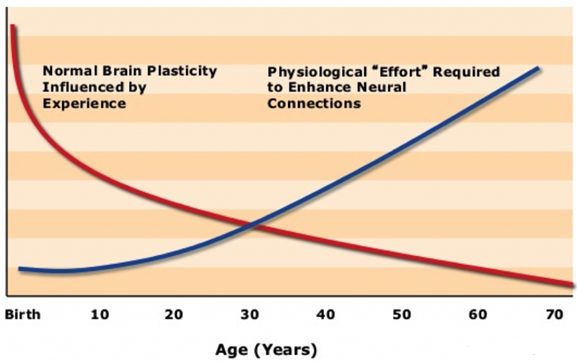 Normal Brain Plasticity
Influenced by
Experience
Physiological “Effort” Required
to Enhance Neural
Connections
Birth 10 20 30 40 50 60 70
Age (Years)